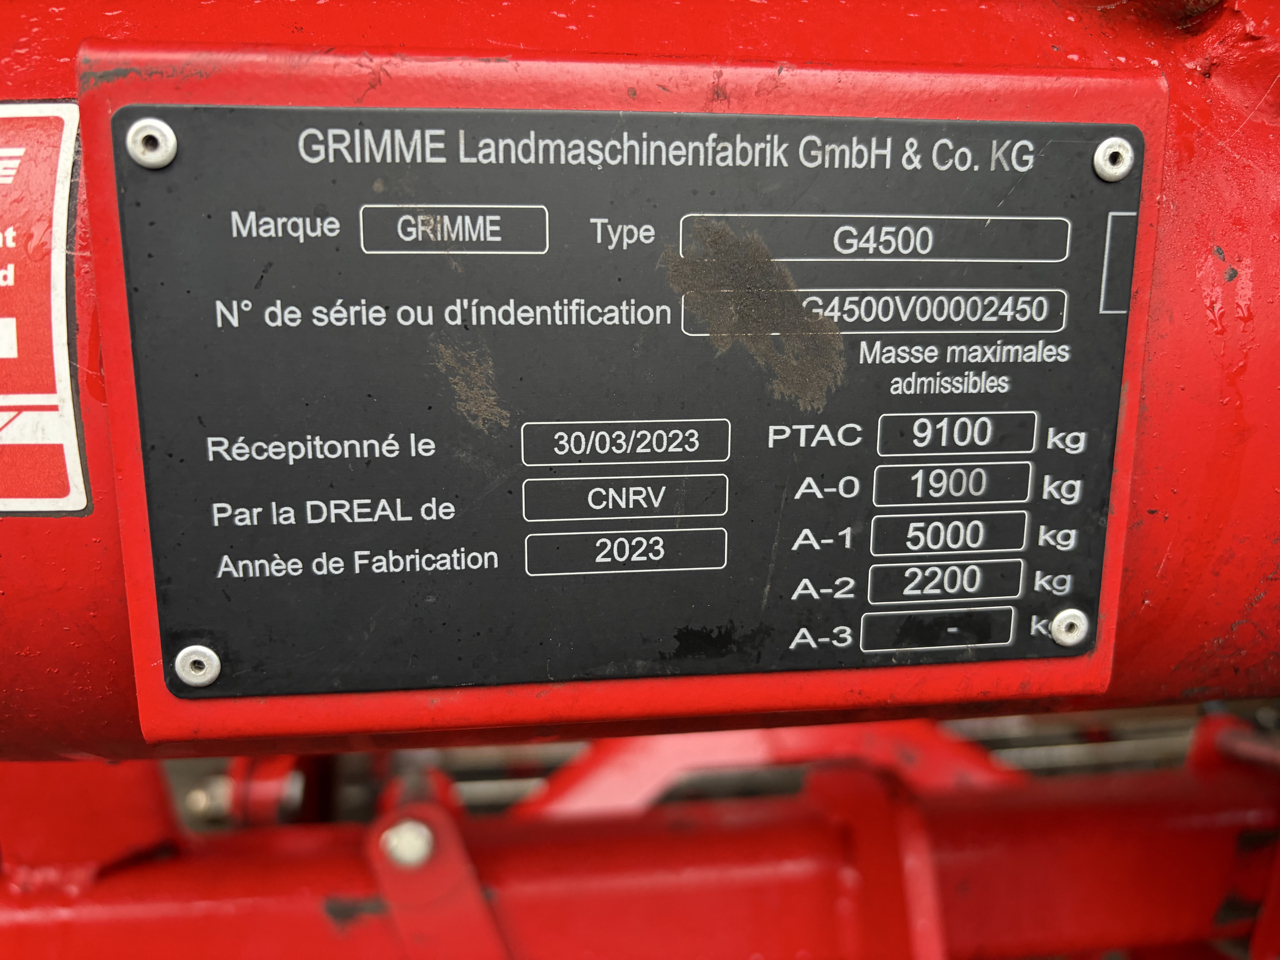 GRIMME Landmaschinenfabrik GmbH & Co. KG
Marque GRIMME Type G4500
N° de série ou d'índentification G4500V00002450
Masse maximales
admissibles
Récepitonné le 30/03/2023 PTAC 9100 kg
A-0 1900 kg
Par la DREAL de CNRV
A-1 5000 kg
Annèe de Fabrication 2023
A-2 2200 kg
A-3 -